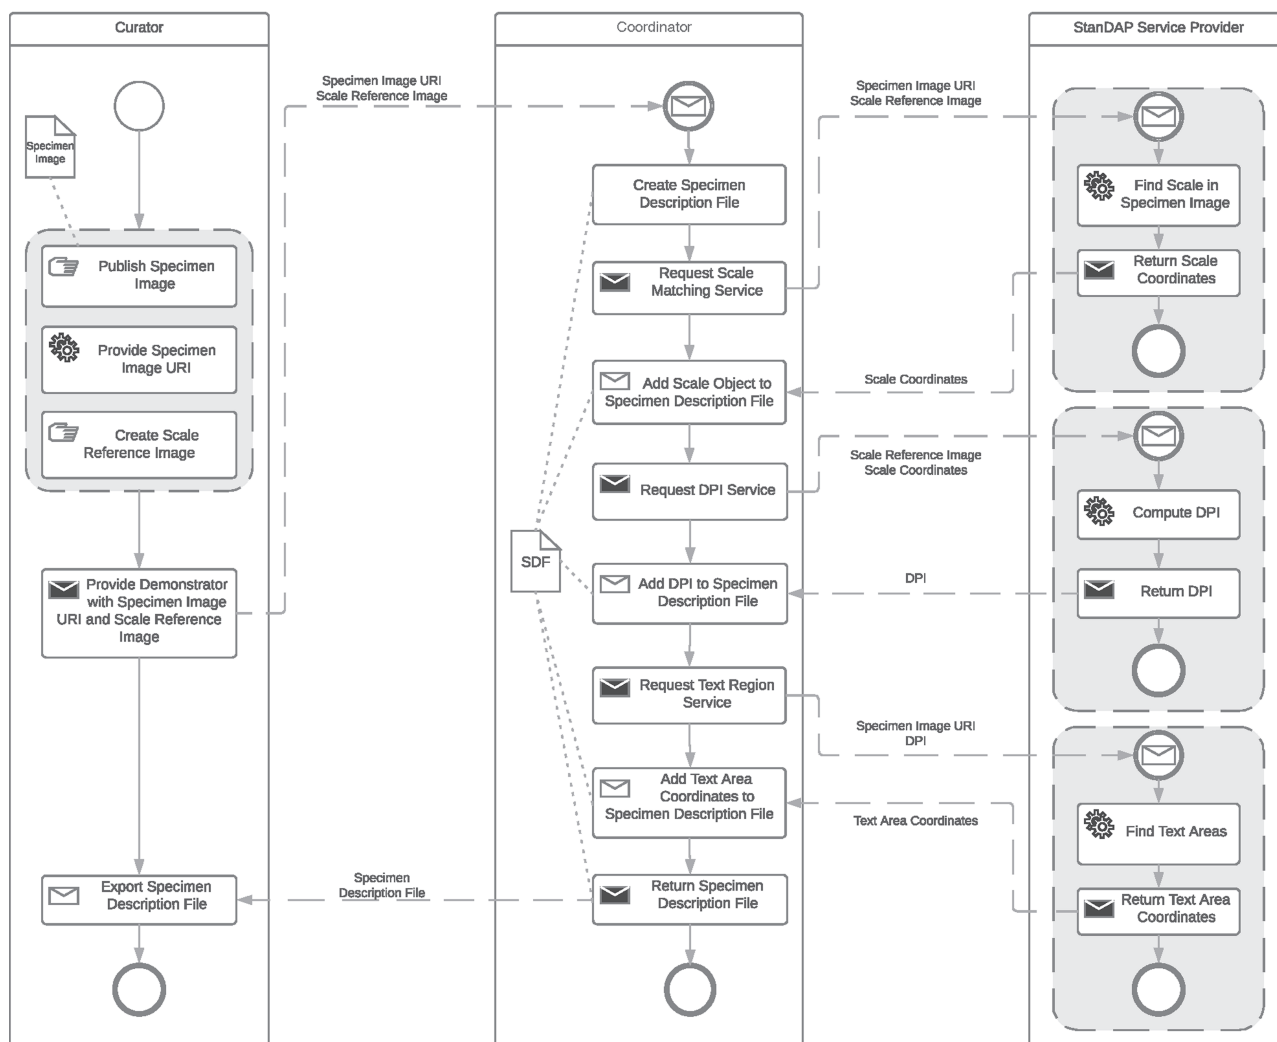 Curator
Coordinator
StanDAP Service Provider
Specimen
Image
Publish Specimen
Image
Provide Specimen
Image URI
Create Scale
Reference Image
Provide Demonstrator
with Specimen Image
URI and Scale Reference
Image
Export Specimen
Description File
Specimen Image URI
Scale Reference Image
Specimen
Description File
Create Specimen
Description File
Request Scale
Matching Service
Add Scale Object to
Specimen Description File
Request DPI Service
SDF
Add DPI to Specimen
Description File
Request Text Region
Service
Add Text Area
Coordinates to
Specimen Description File
Return Specimen
Description File
Specimen Image URI
Scale Reference Image
Scale Coordinates
Scale Reference Image
Scale Coordinates
DPI
Specimen Image URI
DPI
Text Area Coordinates
Find Scale in
Specimen Image
Return Scale
Coordinates
Compute DPI
Return DPI
Find Text Areas
Return Text Area
Coordinates